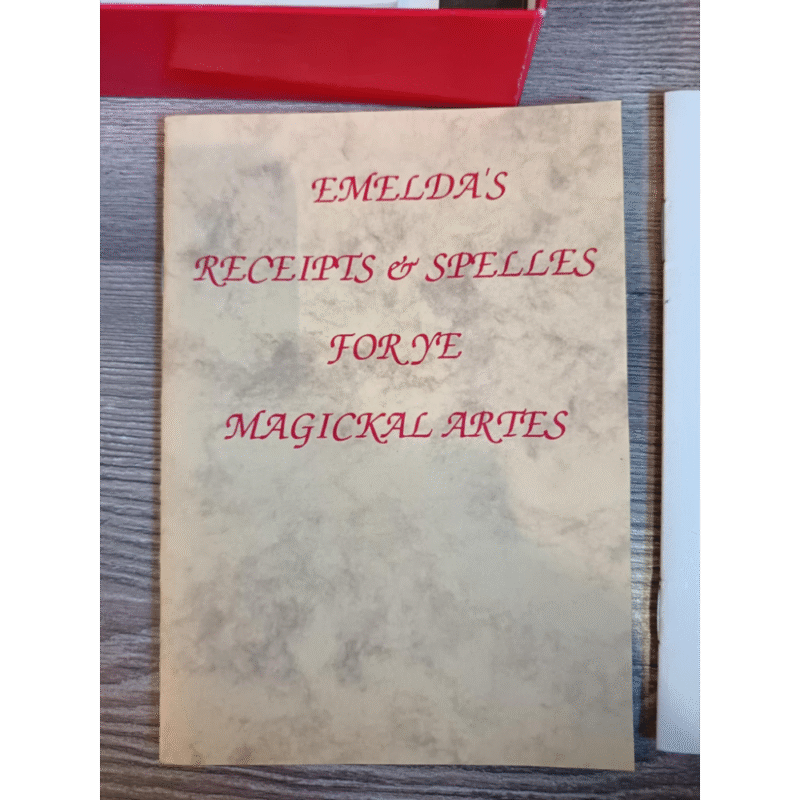 EMELDA'S
RECEIPTS & SPELLES
FOR YE
MAGICKAL ARTES